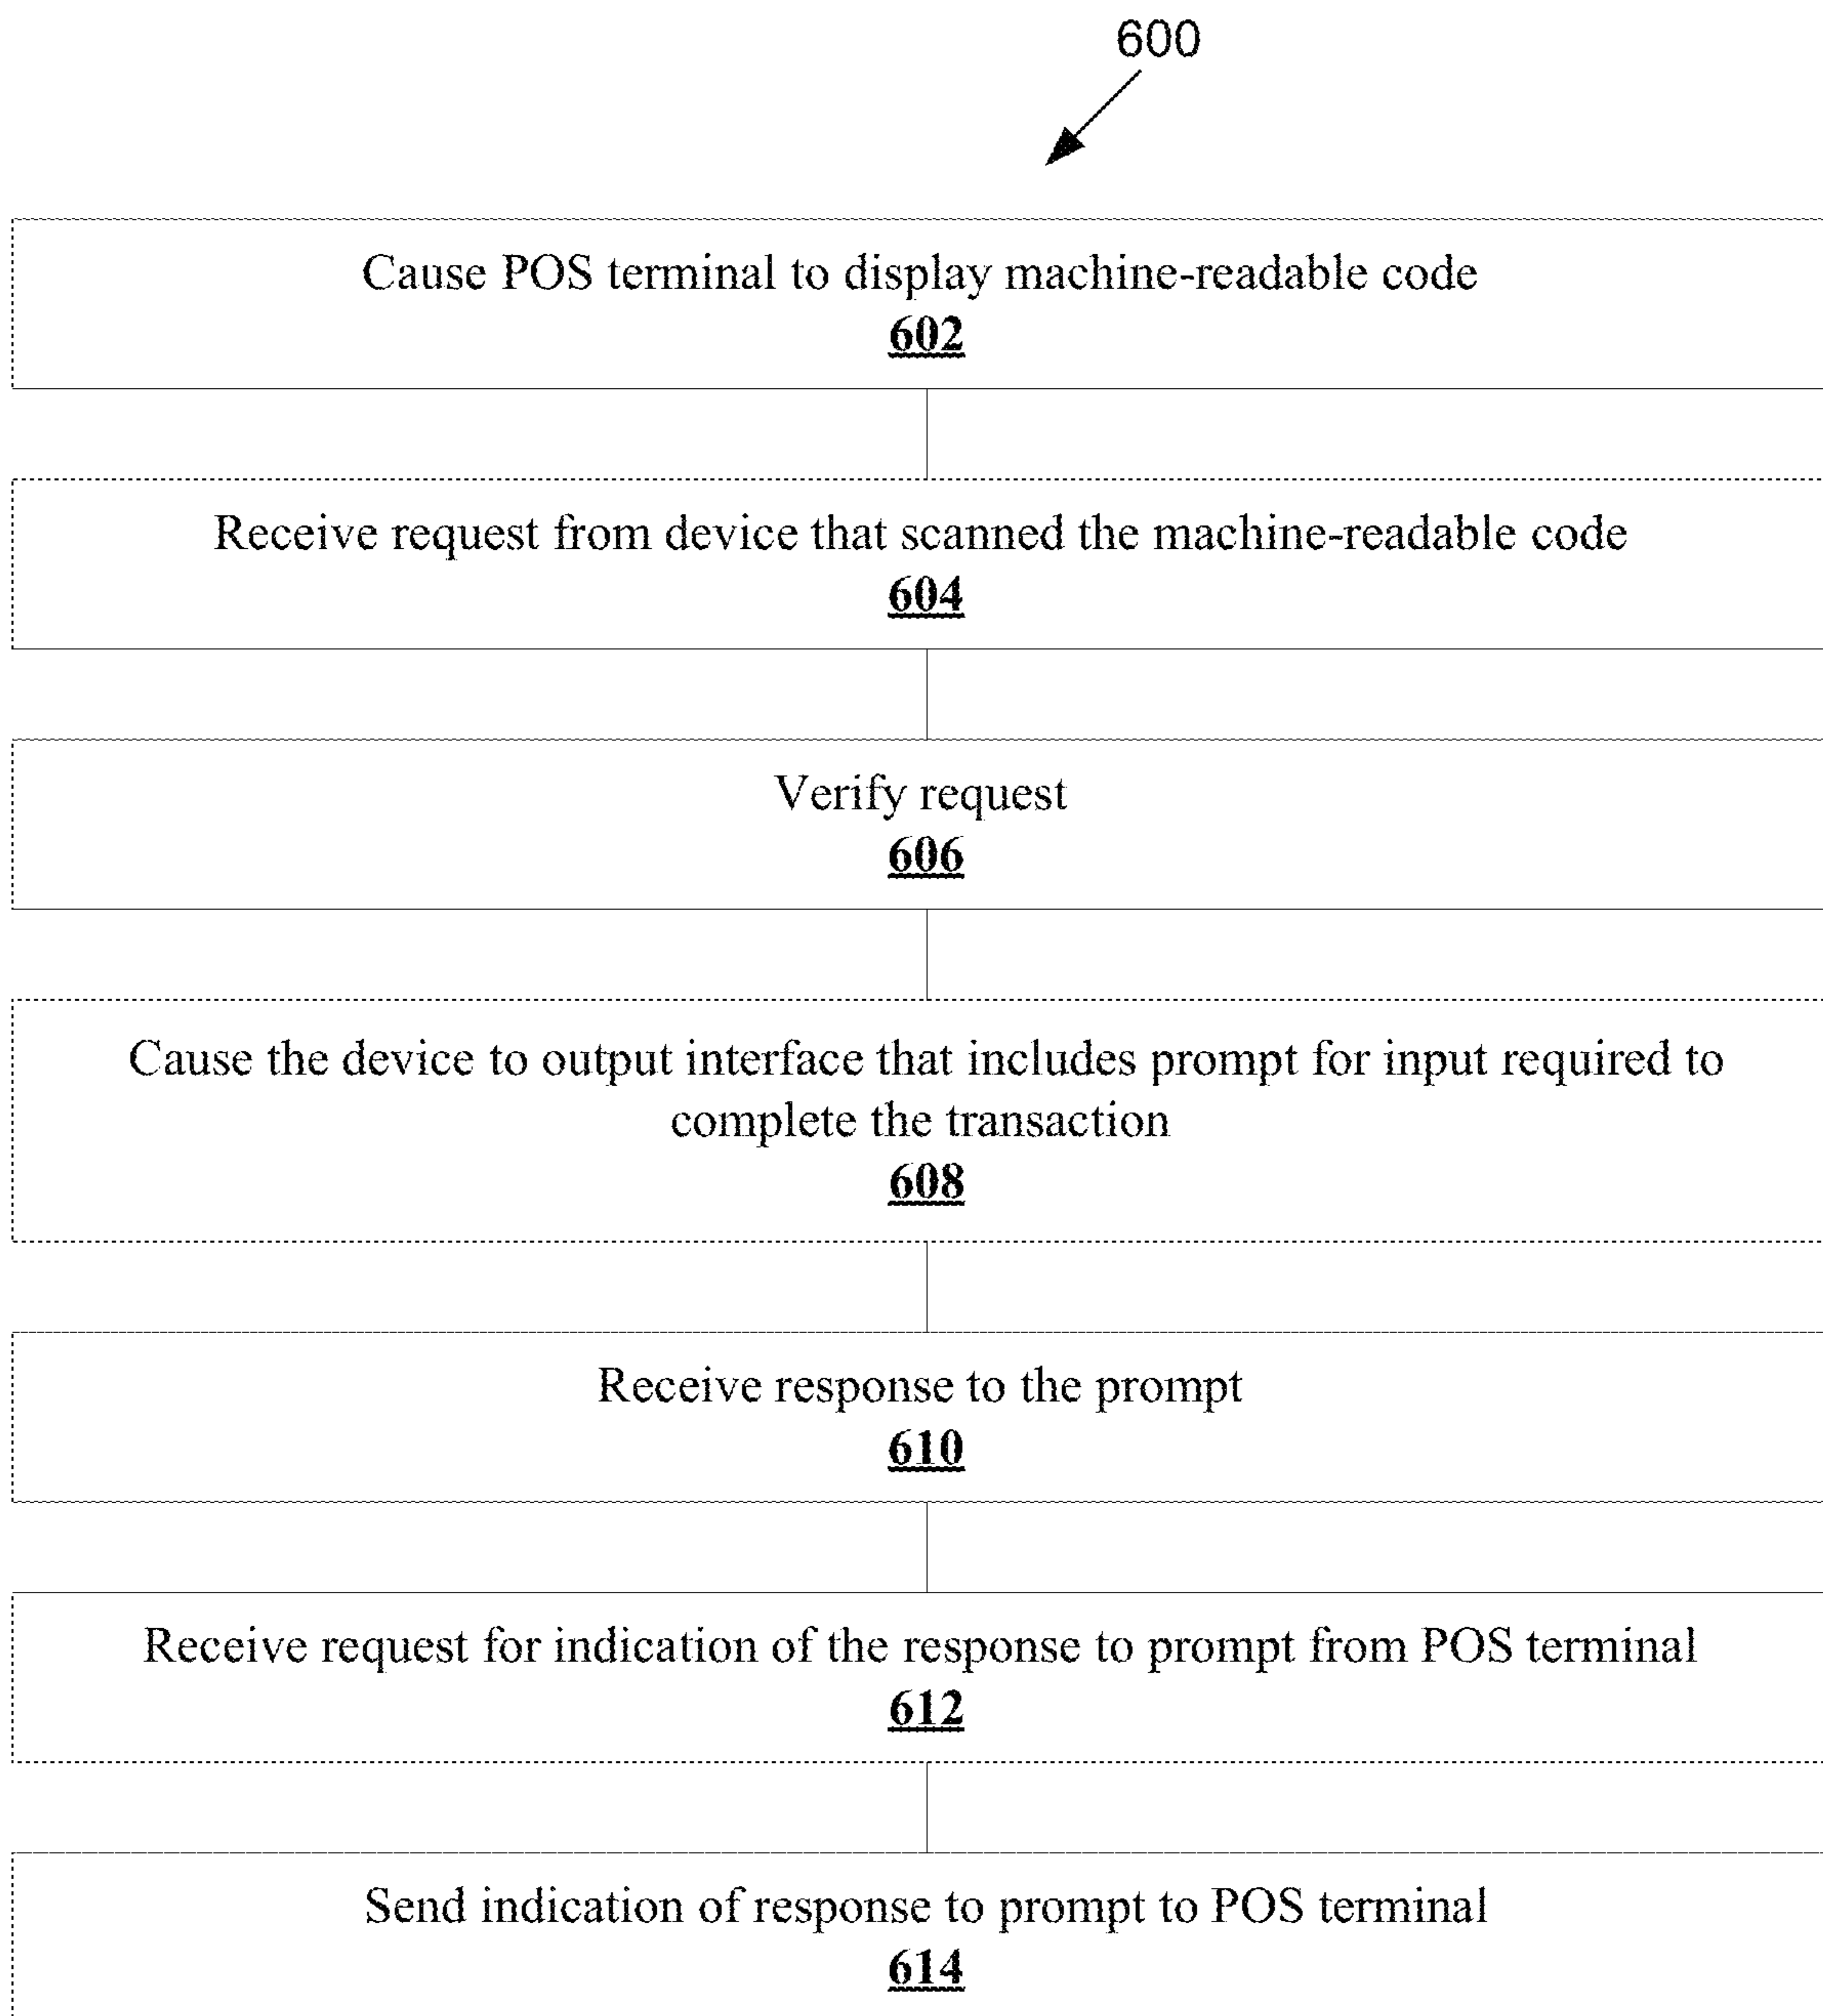 600
Cause POS terminal to display machine-readable code
602
Receive request from device that scanned the machine-readable code
604
Verify request
606
Cause the device to output interface that includes prompt for input required to
complete the transaction
608
Receive response to the prompt
610
Receive request for indication of the response to prompt from POS terminal
612
Send indication of response to prompt to POS terminal
614